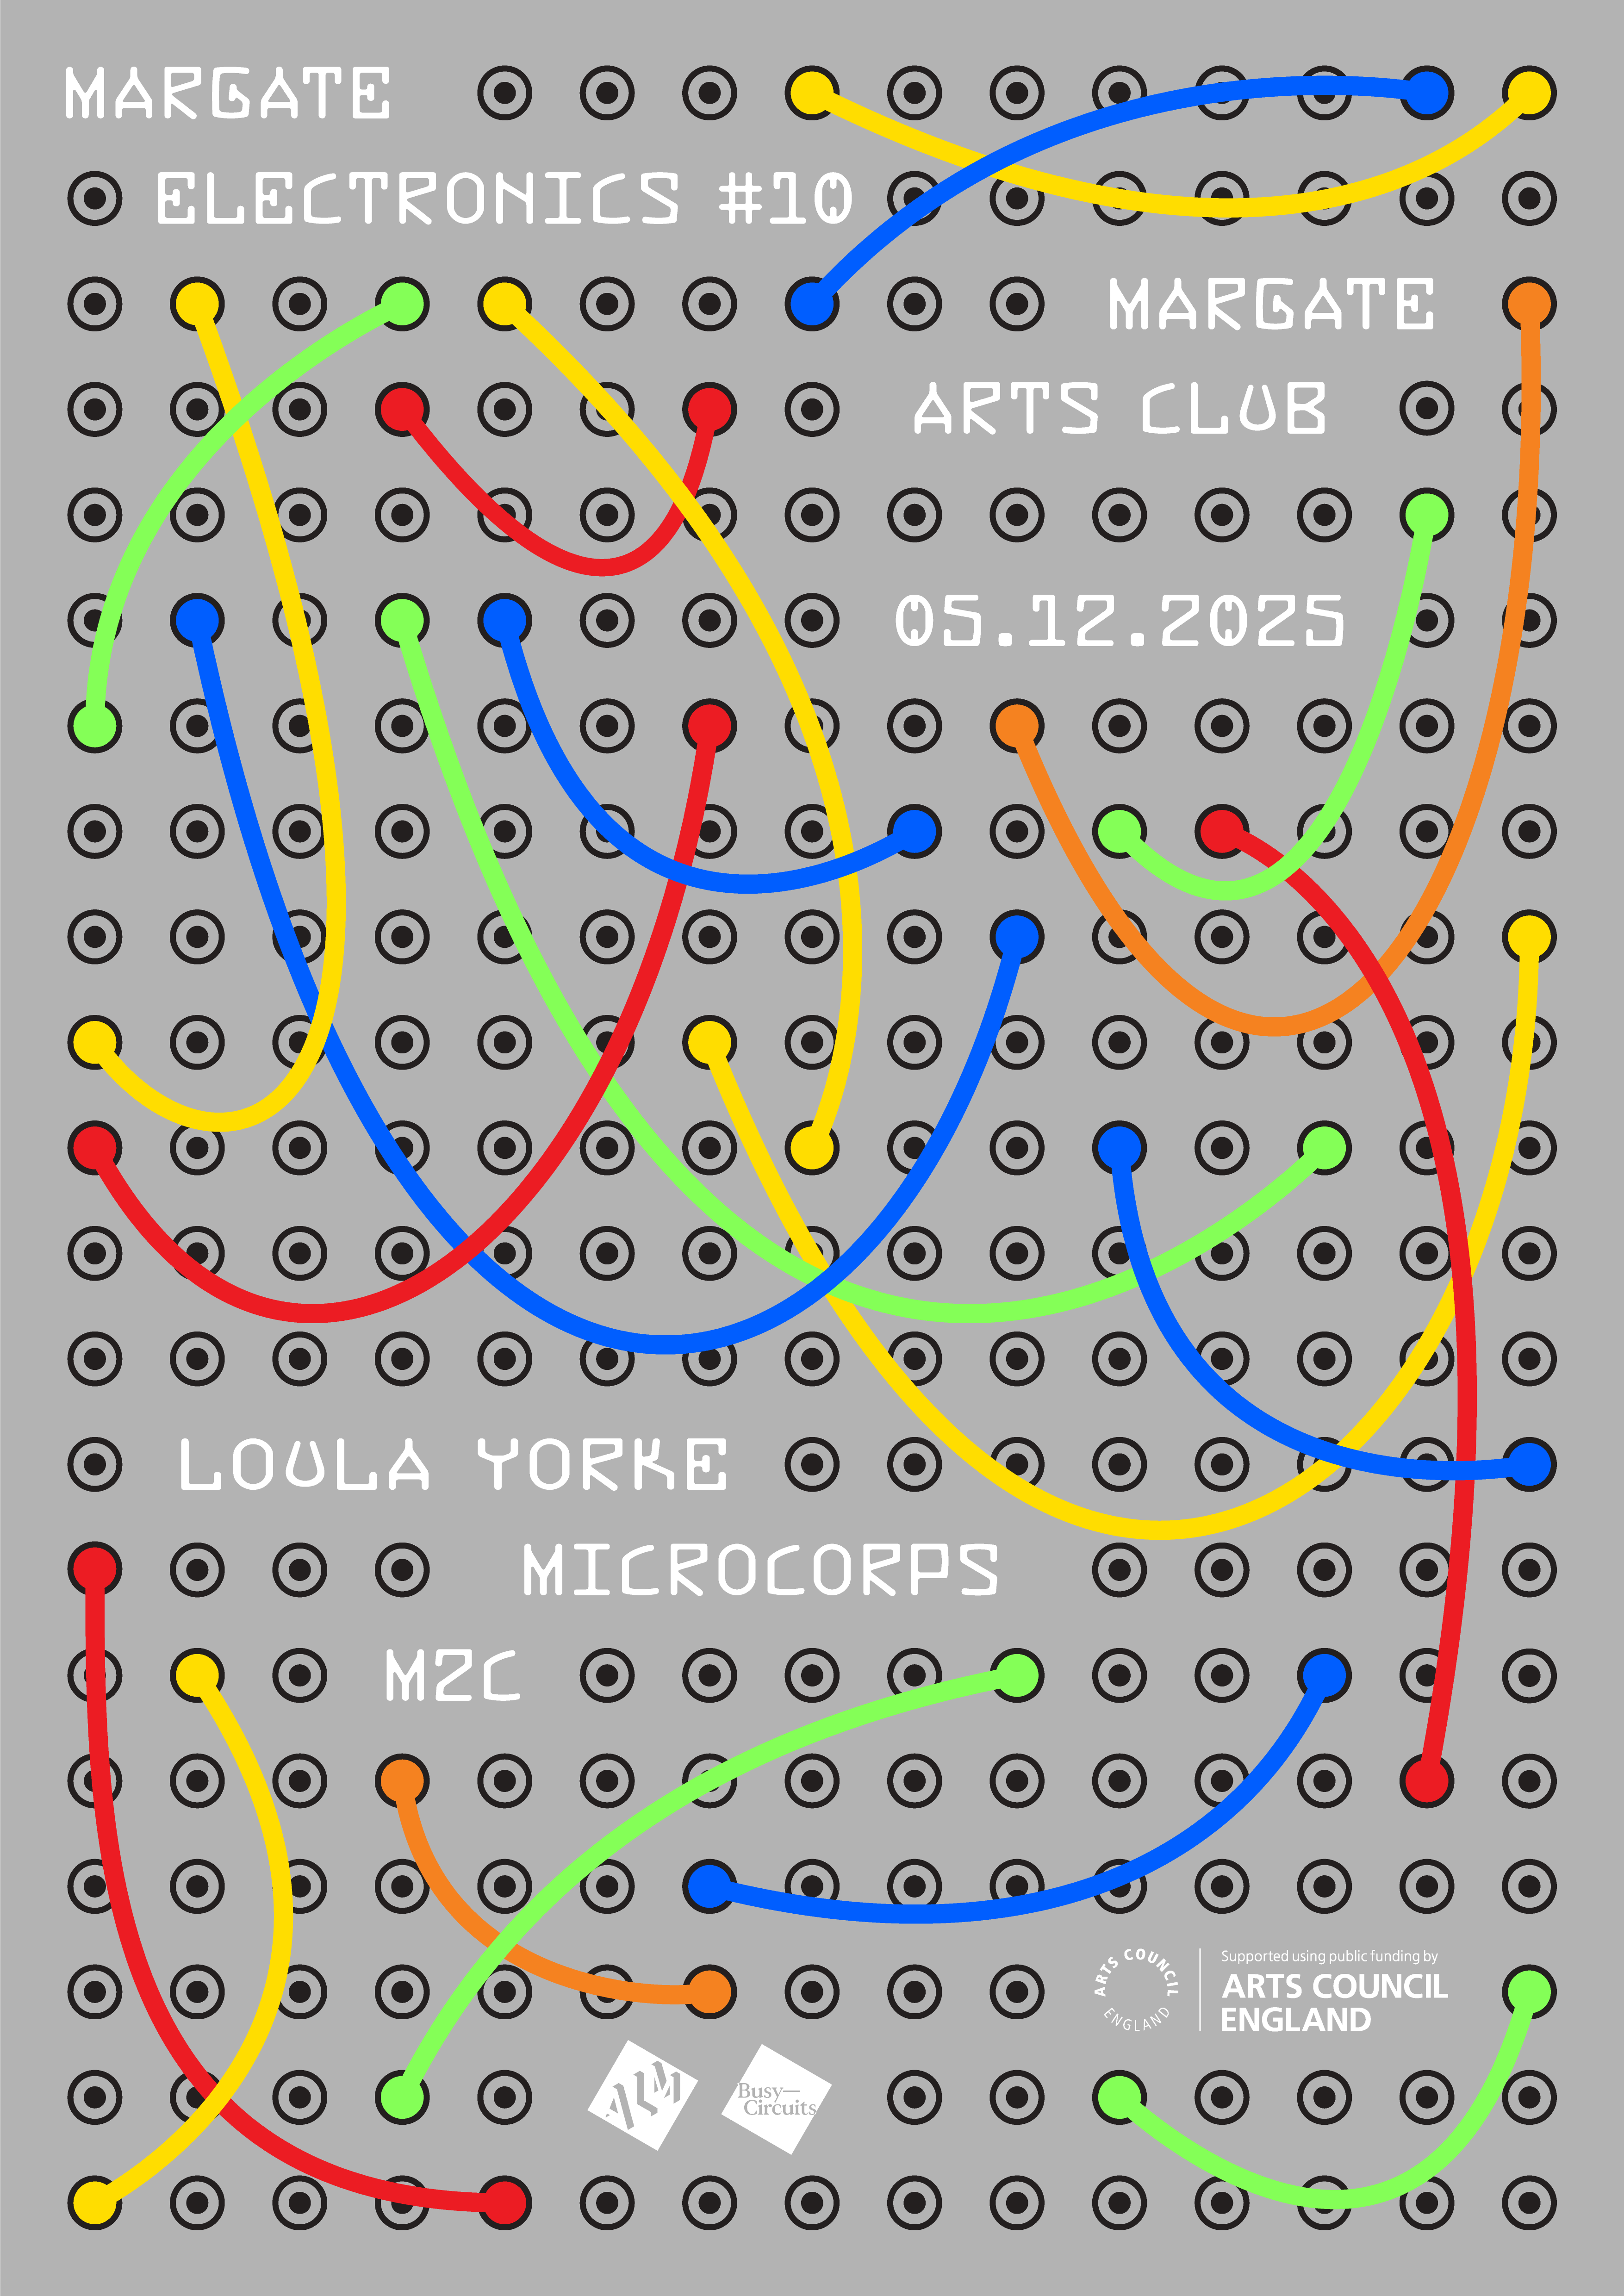 MARGATE
ELECTRONICS #10
MARGATE
ARTS CLUB
05.12.2025
LOULA YORKE
MICROCORPS
M2C
ARTS COUNCIL ENGLAND
Supported using public funding by
ARTS COUNCIL
ENGLAND
ALM
Busy—
Circuits